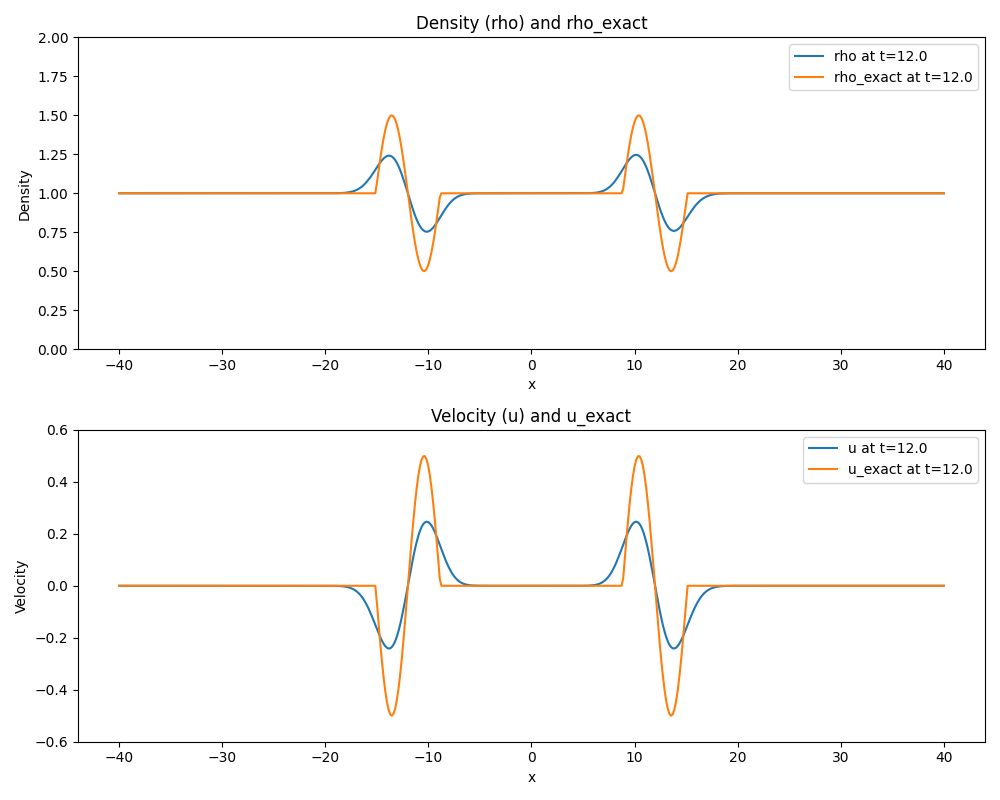 Density (rho) and rho_exact
2.00
1.75
1.50
1.25
1.00
0.75
0.50
0.25
0.00
Density
rho at t=12.0
rho_exact at t=12.0
−40 −30 −20 −10 0 10 20 30 40
x
Velocity (u) and u_exact
0.6
0.4
0.2
0.0
−0.2
−0.4
−0.6
Velocity
u at t=12.0
u_exact at t=12.0
−40 −30 −20 −10 0 10 20 30 40
x